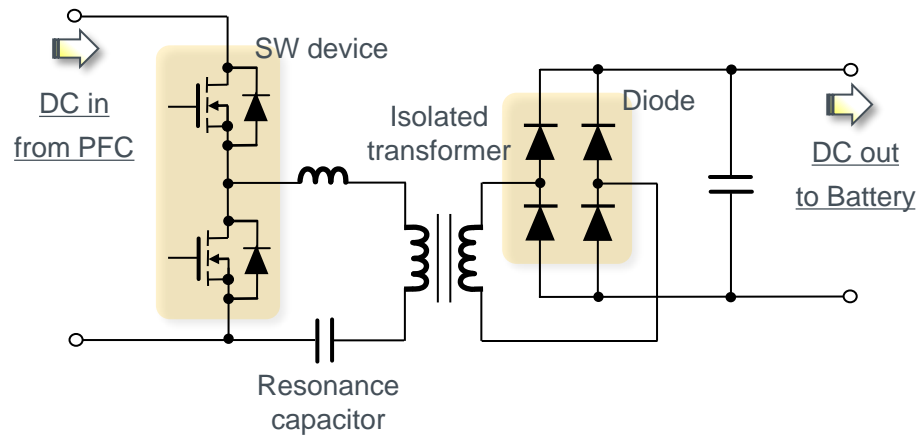 SW device
DC in
from PFC
Isolated
transformer
Diode
DC out
to Battery
Resonance
capacitor